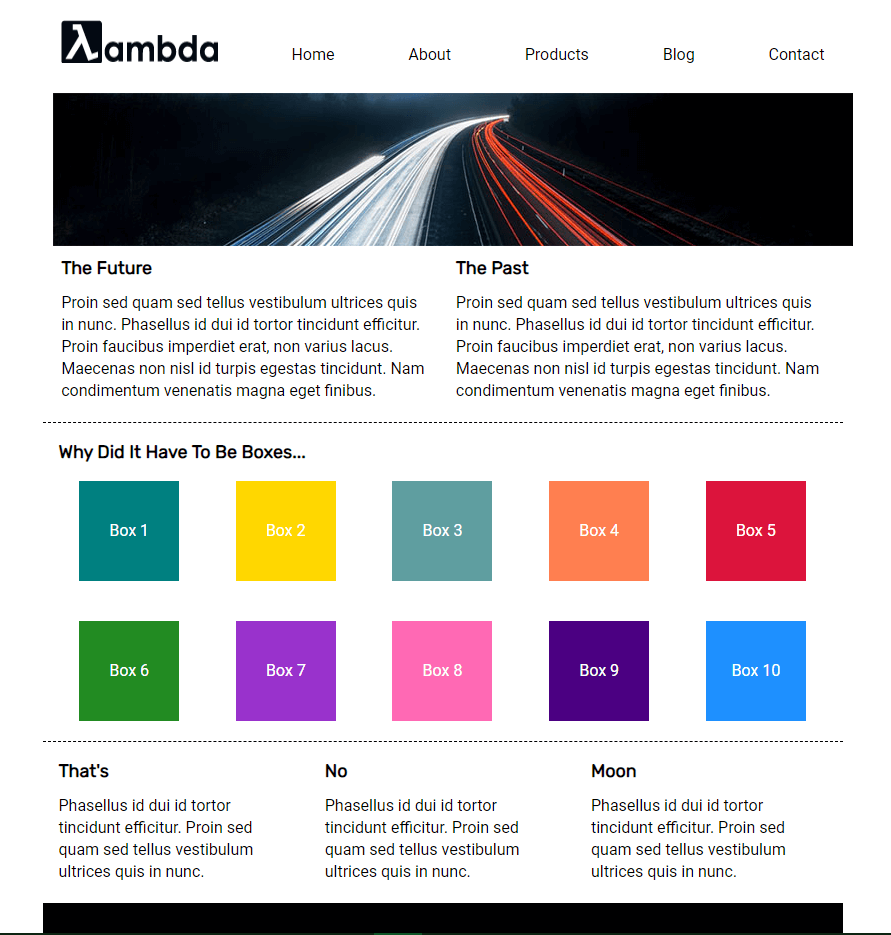 λambda
Home About Products Blog Contact
The Future
Proin sed quam sed tellus vestibulum ultrices quis
in nunc. Phasellus id dui id tortor tincidunt efficitur.
Proin faucibus imperdiet erat, non varius lacus.
Maecenas non nisl id turpis egestas tincidunt. Nam
condimentum venenatis magna eget finibus.
The Past
Proin sed quam sed tellus vestibulum ultrices quis
in nunc. Phasellus id dui id tortor tincidunt efficitur.
Proin faucibus imperdiet erat, non varius lacus.
Maecenas non nisl id turpis egestas tincidunt. Nam
condimentum venenatis magna eget finibus.
Why Did It Have To Be Boxes...
Box 1 Box 2 Box 3 Box 4 Box 5
Box 6 Box 7 Box 8 Box 9 Box 10
That's
Phasellus id dui id tortor
tincidunt efficitur. Proin sed
quam sed tellus vestibulum
ultrices quis in nunc.
No
Phasellus id dui id tortor
tincidunt efficitur. Proin sed
quam sed tellus vestibulum
ultrices quis in nunc.
Moon
Phasellus id dui id tortor
tincidunt efficitur. Proin sed
quam sed tellus vestibulum
ultrices quis in nunc.